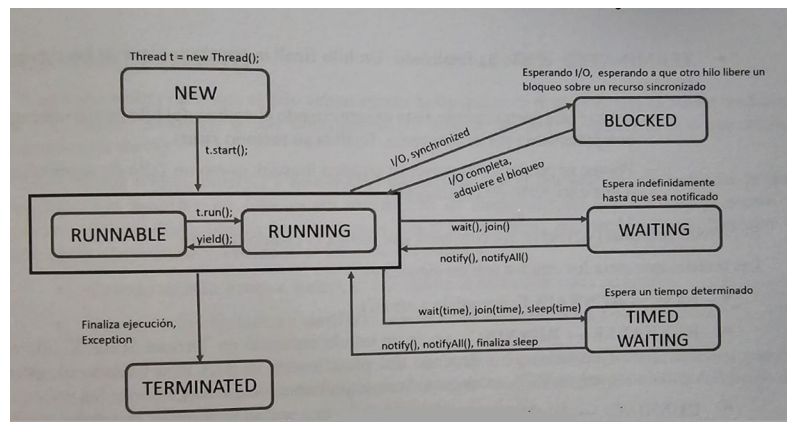 Thread t = new Thread();
NEW
t.start();
Esperando I/O, esperando a que otro hilo libere un
bloqueo sobre un recurso sincronizado
BLOCKED
I/O, synchronized
I/O completa,
adquiere el bloqueo
RUNNABLE
t.run();
yield();
RUNNING
Espera indefinidamente
hasta que sea notificado
wait(), join()
WAITING
notify(), notifyAll()
Espera un tiempo determinado
wait(time), join(time), sleep(time)
TIMED
WAITING
notify(), notifyAll(), finaliza sleep
Finaliza ejecución,
Exception
TERMINATED